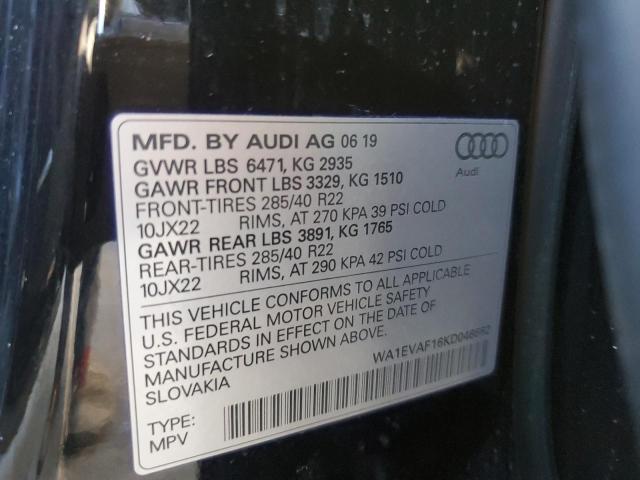 MFD. BY AUDI AG 06 19
GVWR LBS 6471, KG 2935
GAWR FRONT LBS 3329, KG 1510
FRONT-TIRES 285/40 R22
10JX22 RIMS, AT 270 KPA 39 PSI COLD
GAWR REAR LBS 3891, KG 1765
REAR-TIRES 285/40 R22
10JX22 RIMS, AT 290 KPA 42 PSI COLD
Audi
THIS VEHICLE CONFORMS TO ALL APPLICABLE
U.S. FEDERAL MOTOR VEHICLE SAFETY
STANDARDS IN EFFECT ON THE DATE OF
MANUFACTURE SHOWN ABOVE.
SLOVAKIA
TYPE:
MPV